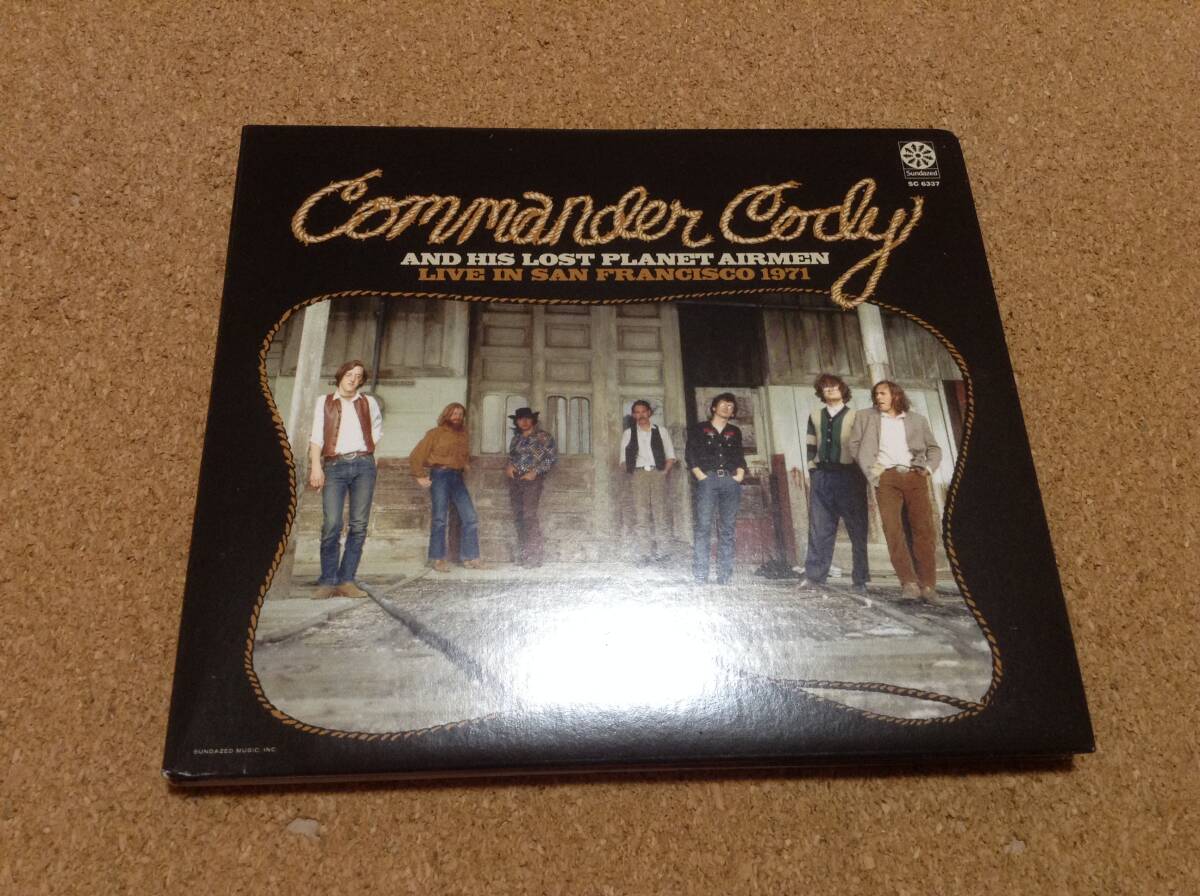 Sundazed
SC 6337
Commander Cody
AND HIS LOST PLANET AIRMEN
LIVE IN SAN FRANCISCO 1971
SUNDAZED MUSIC, INC.